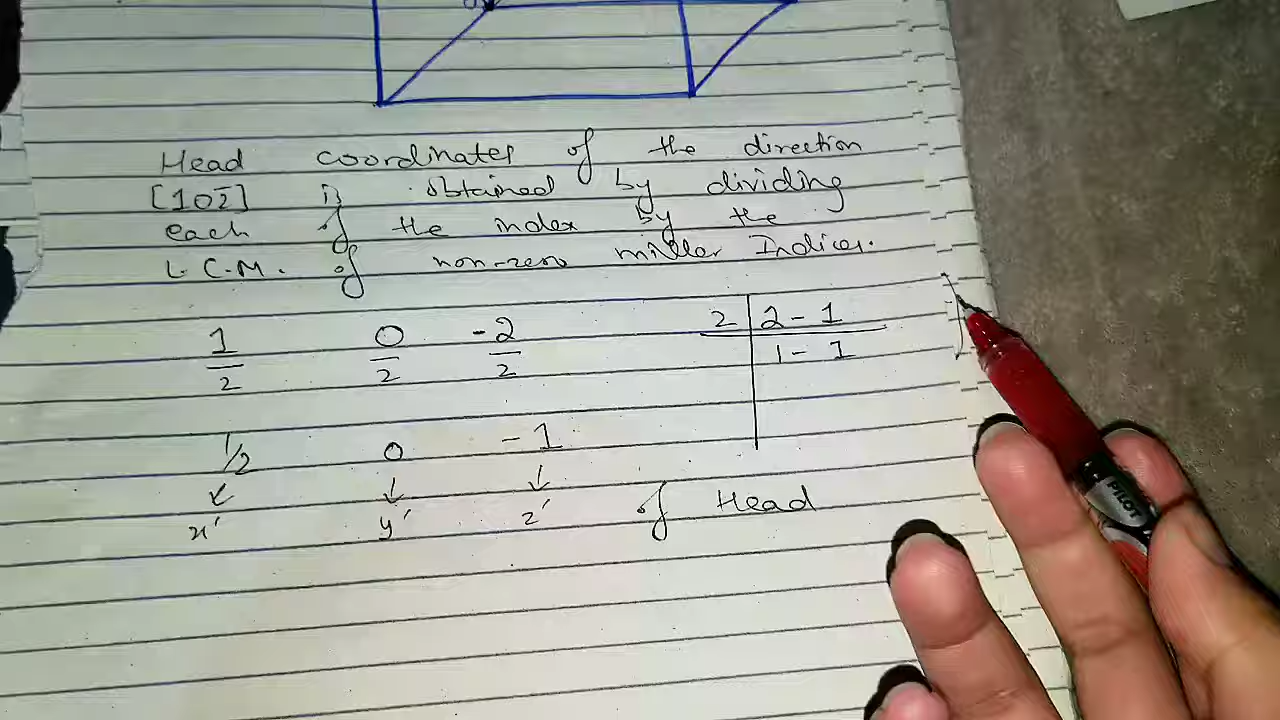 Head coordinates of the direction
[102̅] is obtained by dividing
each of the index by the
L.C.M. of non-zero miller Indices.
1/2 0/2 -2/2
2 | 2 - 1
1 - 1
1/2 0 -1
x' y' z' of Head
PILOT